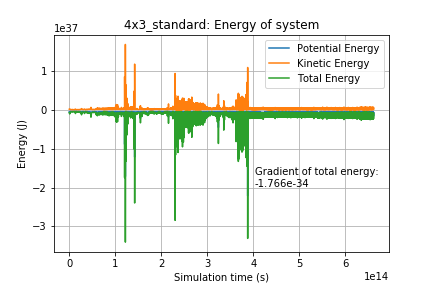 4x3_standard: Energy of system
1e37
Potential Energy
Kinetic Energy
Total Energy
Energy (J)
1
0
−1
−2
−3
Gradient of total energy:
-1.766e-34
0 1 2 3 4 5 6
1e14
Simulation time (s)